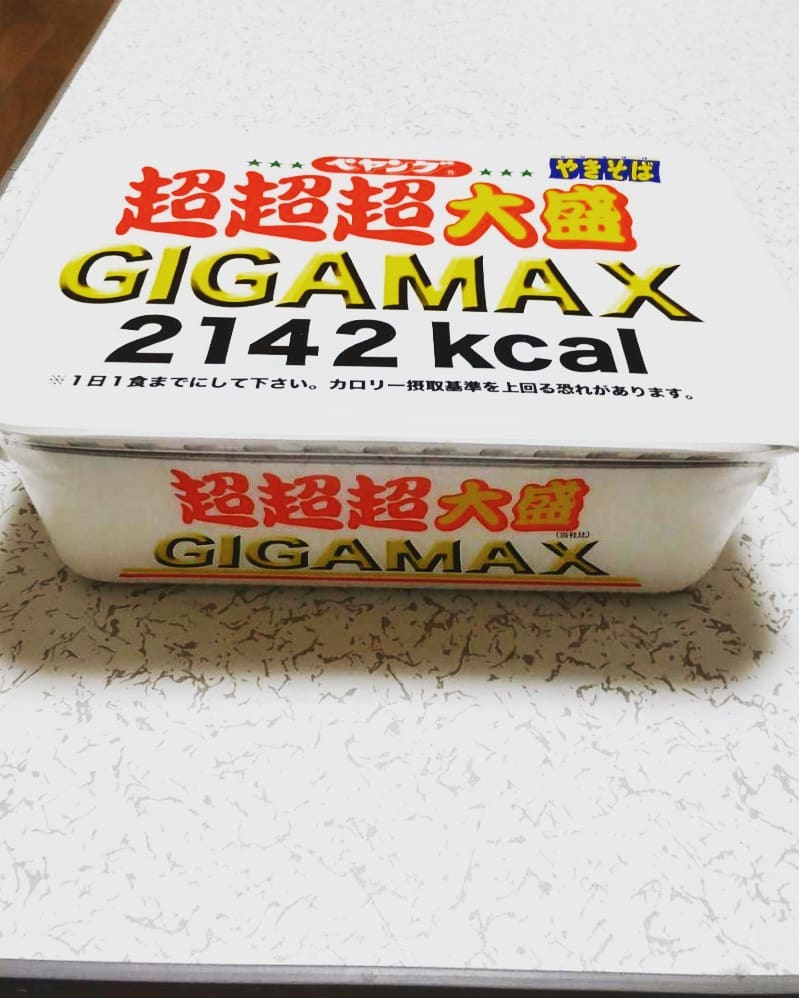 ★★★ ペヤング® ★★★ やきそば
超超超大盛
GIGAMAX
2142 kcal
※1日1食までにして下さい。カロリー摂取基準を上回る恐れがあります。
超超超大盛
(当社比)
GIGAMAX